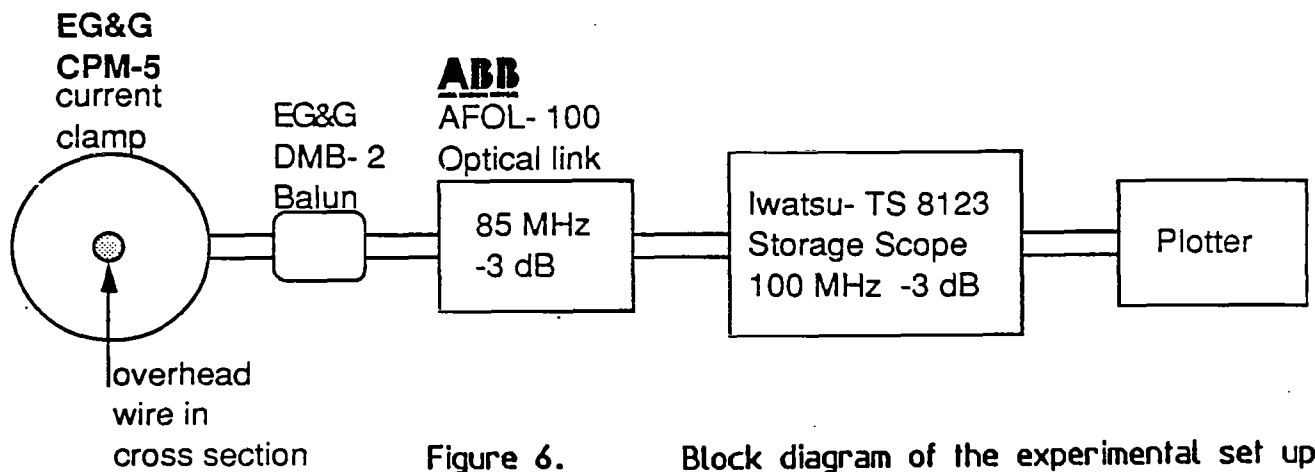 EG&G
CPM-5
current
clamp
EG&G
DMB- 2
Balun
ABB
AFOL- 100
Optical link
85 MHz
-3 dB
Iwatsu- TS 8123
Storage Scope
100 MHz -3 dB
Plotter
overhead
wire in
cross section
Figure 6. Block diagram of the experimental set up